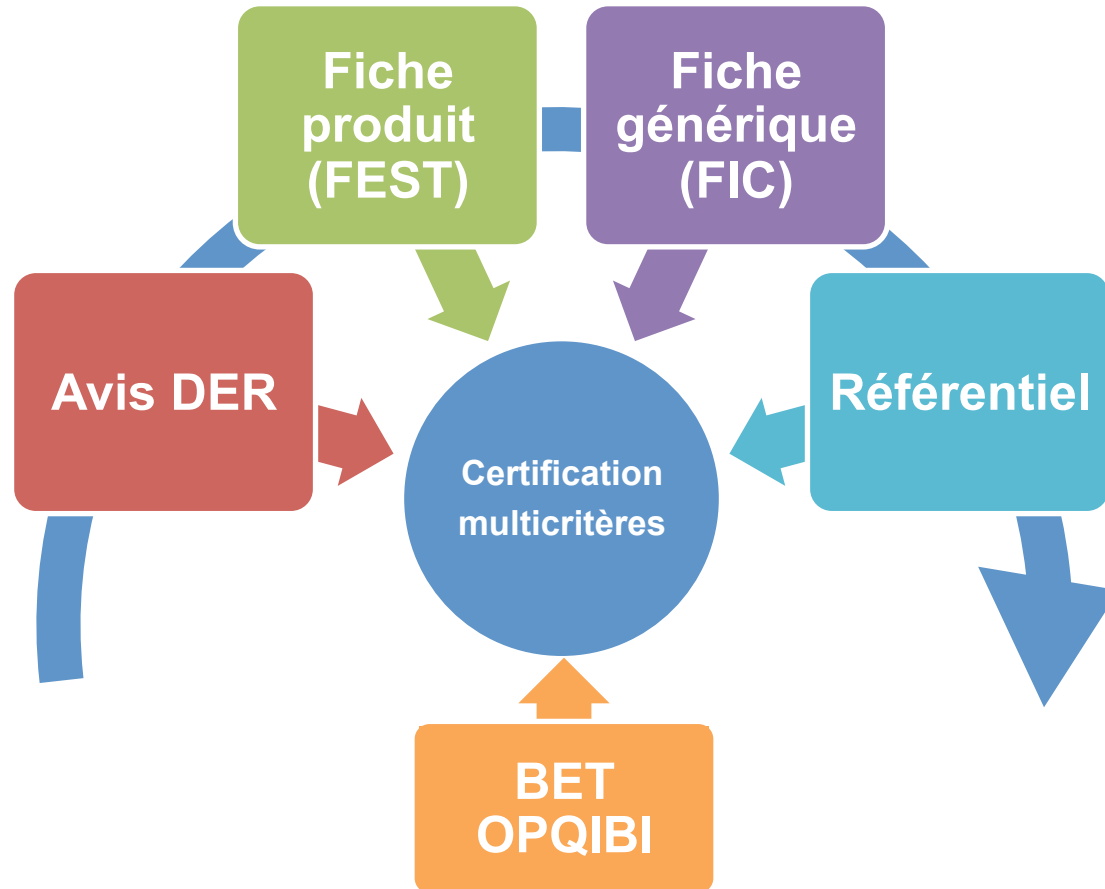 Fiche
produit
(FEST)
Fiche
générique
(FIC)
Avis DER
Référentiel
Certification
multicritères
BET
OPQIBI